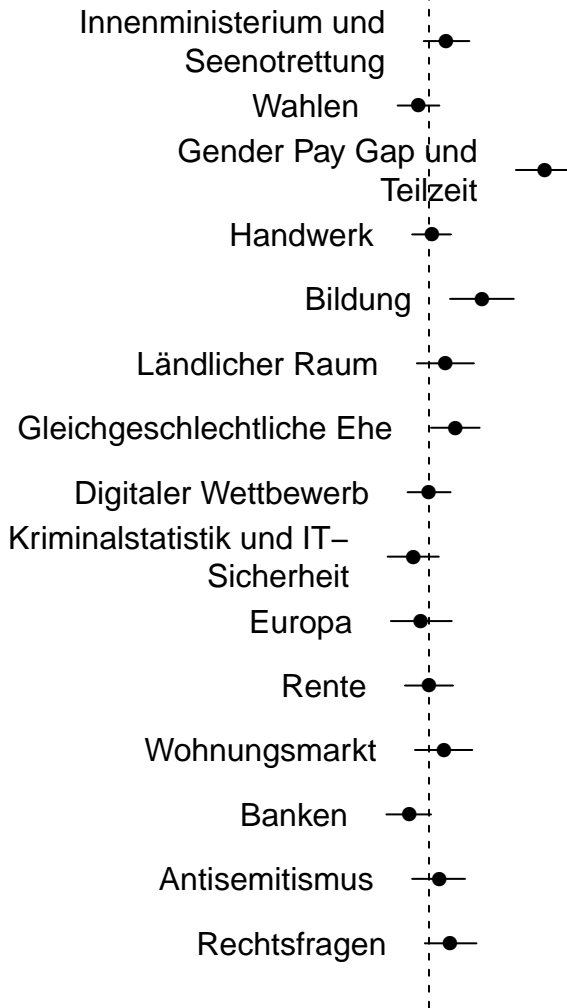 Innenministerium und
Seenotrettung
Wahlen
Gender Pay Gap und
Teilzeit
Handwerk
Bildung
Ländlicher Raum
Gleichgeschlechtliche Ehe
Digitaler Wettbewerb
Kriminalstatistik und IT–
Sicherheit
Europa
Rente
Wohnungsmarkt
Banken
Antisemitismus
Rechtsfragen